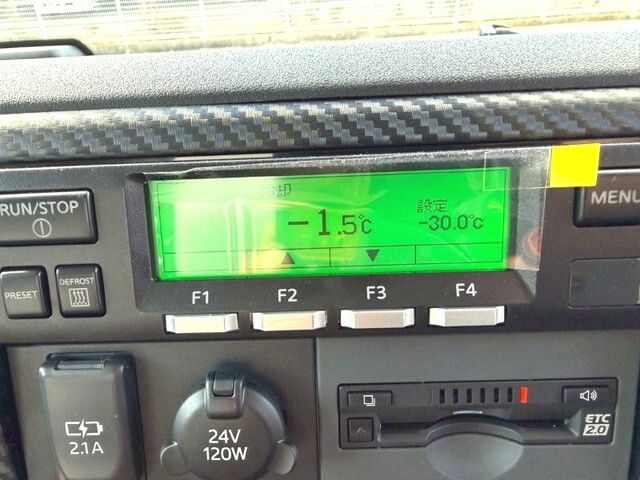 RUN/STOP
MENU
冷却
設定
-1.5℃
-30.0℃
PRESET
DEFROST
F1
F2
F3
F4
2.1A
24V
120W
ETC
2.0